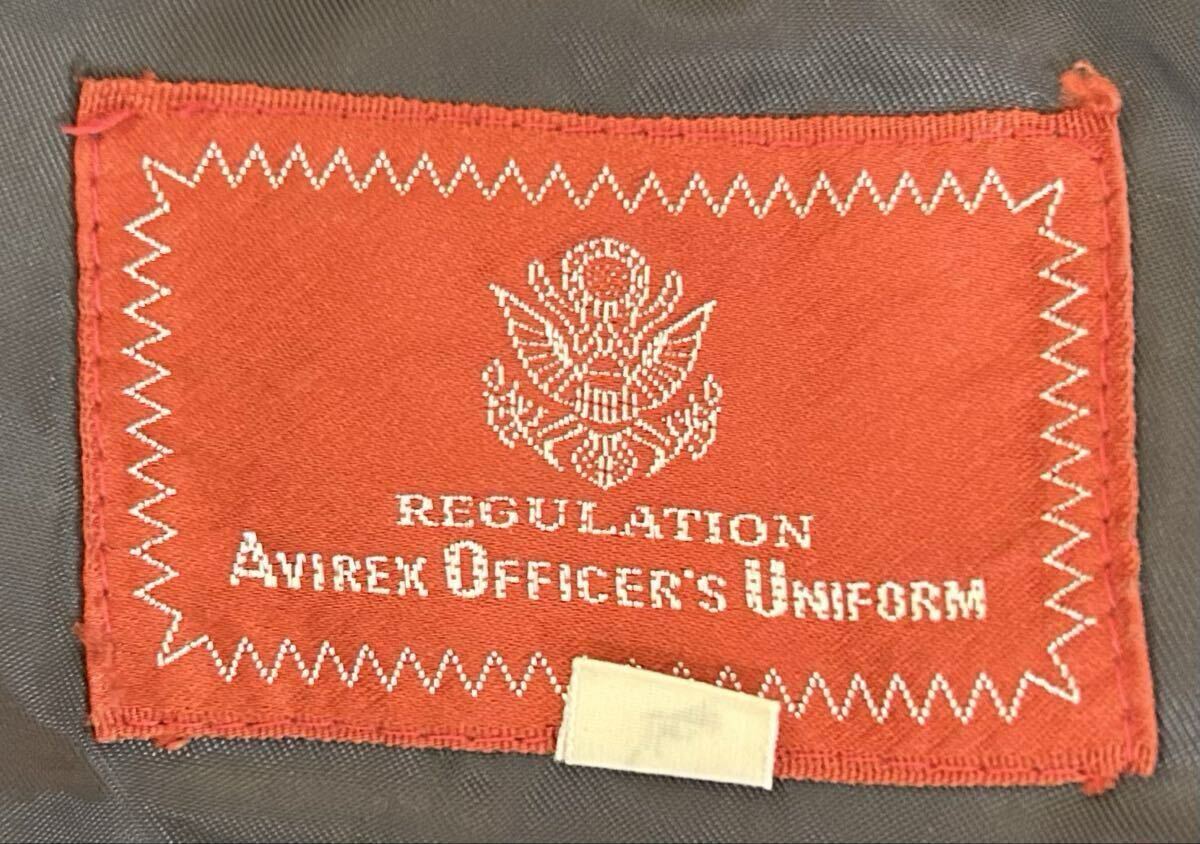 REGULATION
AVIREX OFFICER'S UNIFORM